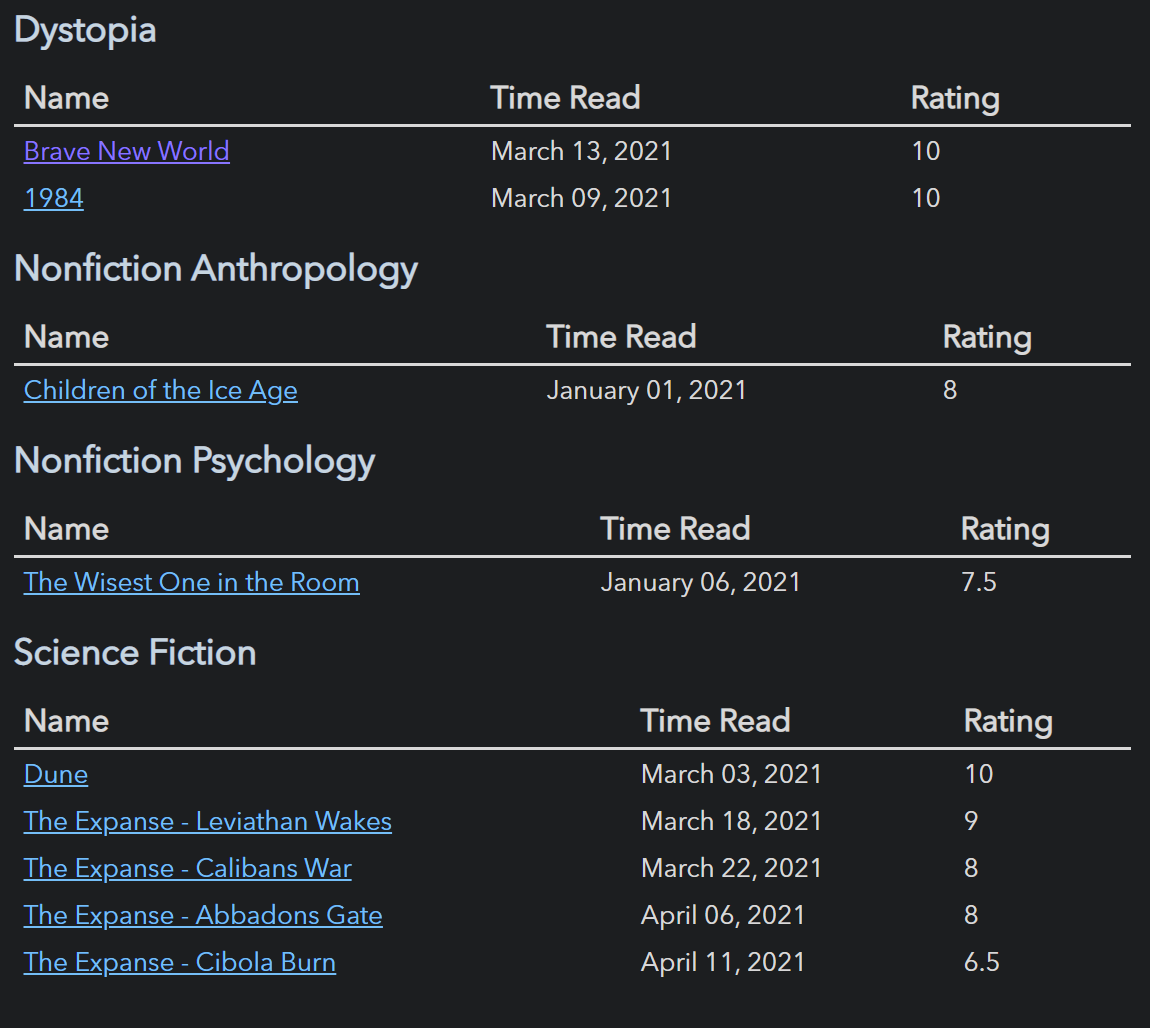 Dystopia
Name Time Read Rating
Brave New World March 13, 2021 10
1984 March 09, 2021 10
Nonfiction Anthropology
Name Time Read Rating
Children of the Ice Age January 01, 2021 8
Nonfiction Psychology
Name Time Read Rating
The Wisest One in the Room January 06, 2021 7.5
Science Fiction
Name Time Read Rating
Dune March 03, 2021 10
The Expanse - Leviathan Wakes March 18, 2021 9
The Expanse - Calibans War March 22, 2021 8
The Expanse - Abbadons Gate April 06, 2021 8
The Expanse - Cibola Burn April 11, 2021 6.5